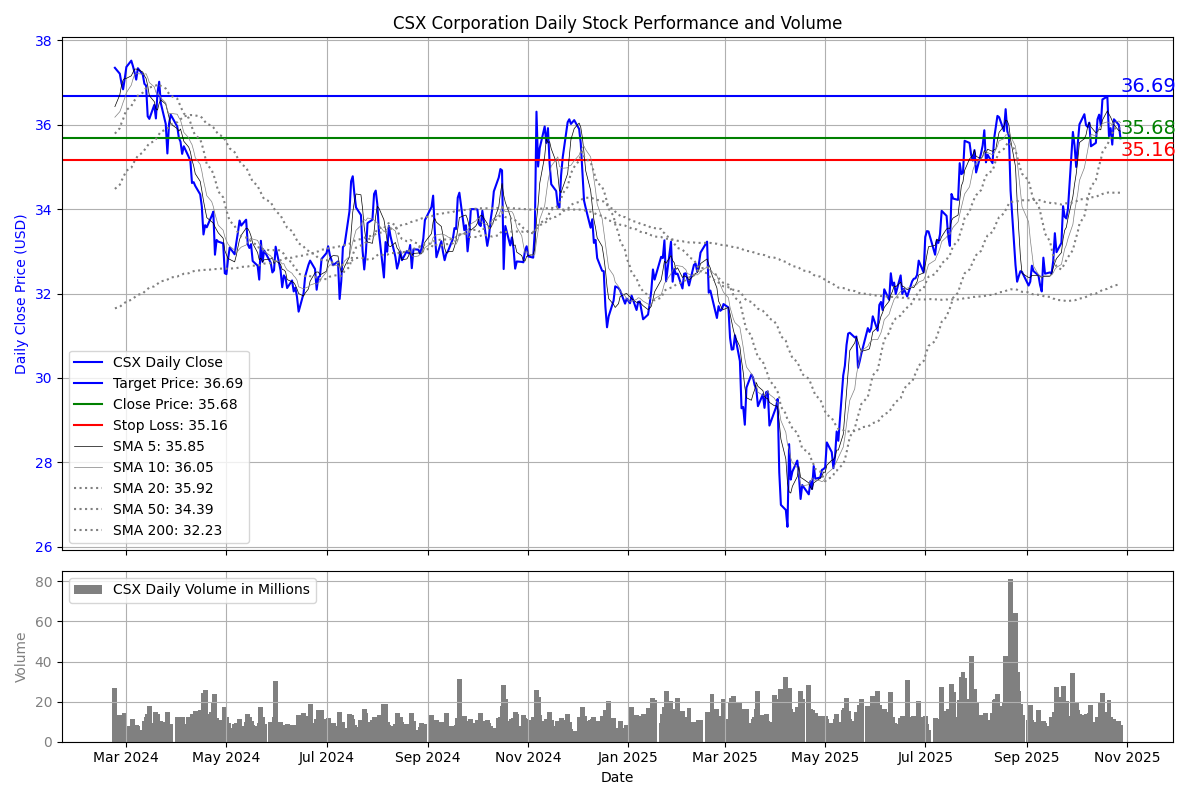 CSX Corporation Daily Stock Performance and Volume
38
36
34
32
30
28
26
Daily Close Price (USD)
36.69
35.68
35.16
CSX Daily Close
Target Price: 36.69
Close Price: 35.68
Stop Loss: 35.16
SMA 5: 35.85
SMA 10: 36.05
SMA 20: 35.92
SMA 50: 34.39
SMA 200: 32.23
80
60
40
20
0
Volume
CSX Daily Volume in Millions
Mar 2024 May 2024 Jul 2024 Sep 2024 Nov 2024 Jan 2025 Mar 2025 May 2025 Jul 2025 Sep 2025 Nov 2025
Date